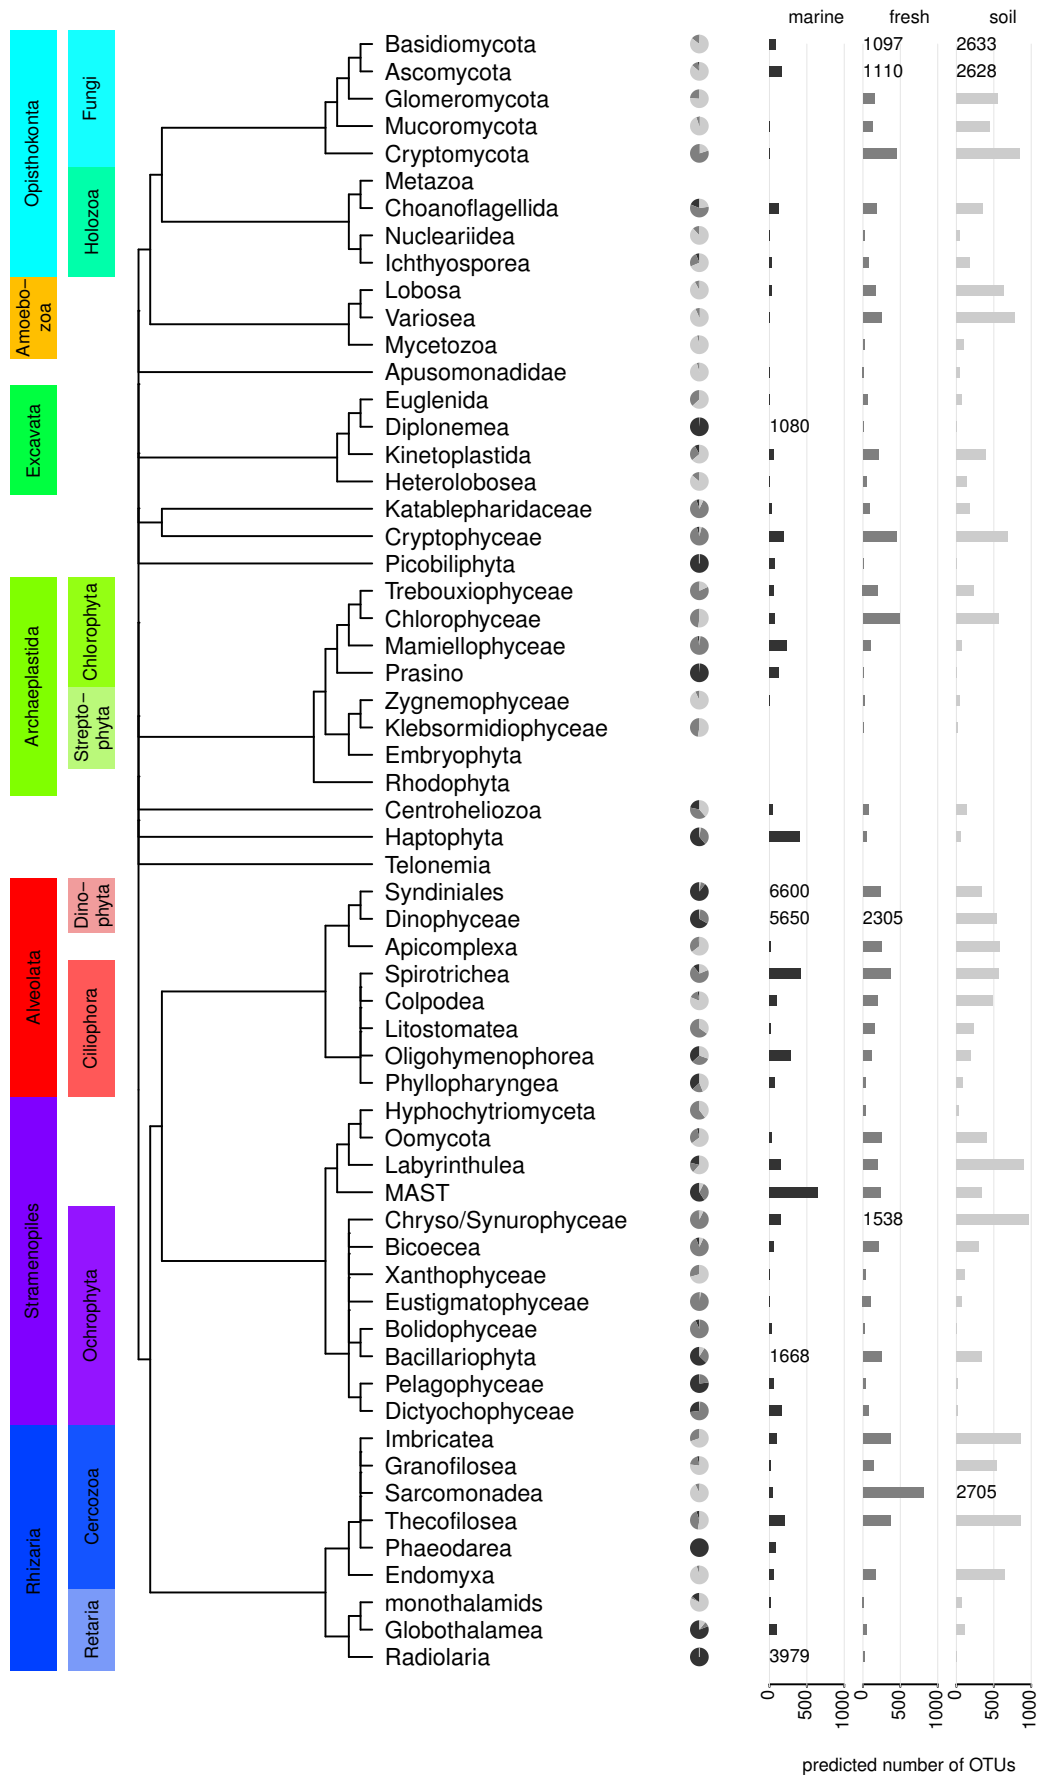 marine fresh soil
Basidiomycota 1097 2633
Ascomycota 1110 2628
Glomeromycota
Mucoromycota
Cryptomycota
Metazoa
Choanoflagellida
Nucleariidea
Ichthyosporea
Lobosa
Variosea
Mycetozoa
Apusomonadidae
Euglenida
Diplonemea 1080
Kinetoplastida
Heterolobosea
Katablepharidaceae
Cryptophyceae
Picobiliphyta
Trebouxiophyceae
Chlorophyceae
Mamiellophyceae
Prasino
Zygnemophyceae
Klebsormidiophyceae
Embryophyta
Rhodophyta
Centroheliozoa
Haptophyta
Telonemia
Syndiniales 6600
Dinophyceae 5650 2305
Apicomplexa
Spirotrichea
Colpodea
Litostomatea
Oligohymenophorea
Phyllopharyngea
Hyphochytriomyceta
Oomycota
Labyrinthulea
MAST
Chryso/Synurophyceae 1538
Bicoecea
Xanthophyceae
Eustigmatophyceae
Bolidophyceae
Bacillariophyta 1668
Pelagophyceae
Dictyochophyceae
Imbricatea
Granofilosea
Sarcomonadea 2705
Thecofilosea
Phaeodarea
Endomyxa
monothalamids
Globothalamea
Radiolaria 3979
Opisthokonta
Fungi
Holozoa
Amoebo–
zoa
Excavata
Archaeplastida
Chlorophyta
Strepto–
phyta
Alveolata
Dino–
phyta
Ciliophora
Stramenopiles
Ochrophyta
Rhizaria
Cercozoa
Retaria
0 500 1000 0 500 1000 0 500 1000
predicted number of OTUs